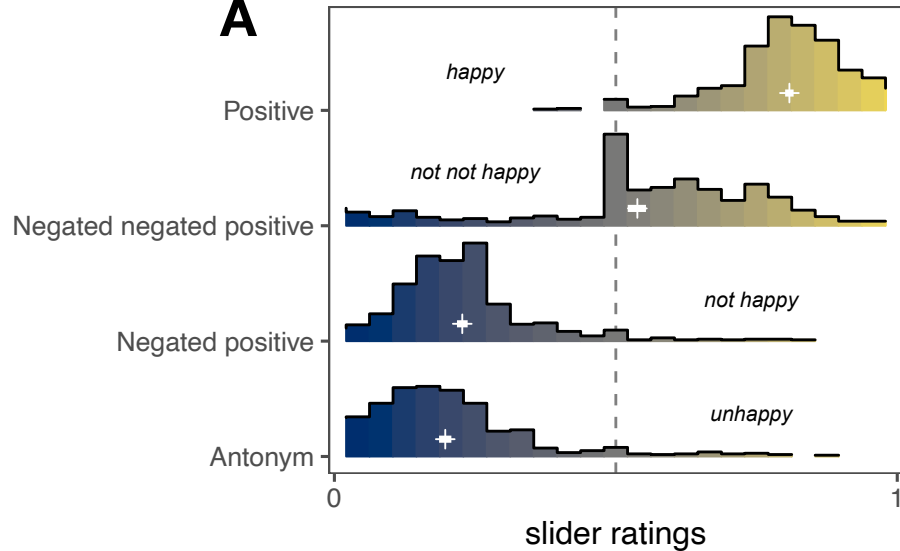 A
happy
Positive
not not happy
Negated negated positive
not happy
Negated positive
unhappy
Antonym
0
1
slider ratings